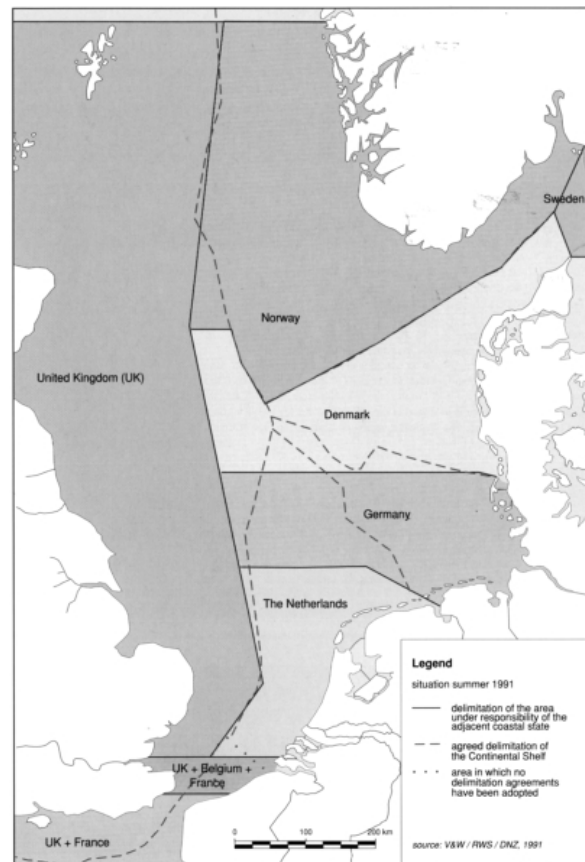 Sweden
Norway
United Kingdom (UK)
Denmark
Germany
The Netherlands
UK + Belgium +
France
UK + France
Legend
situation summer 1991
delimitation of the area
under responsibility of the
adjacent coastal state
agreed delimitation of
the Continental Shelf
area in which no
delimitation agreements
have been adopted
0 100 200 km
source: V&W / RWS / DNZ, 1991